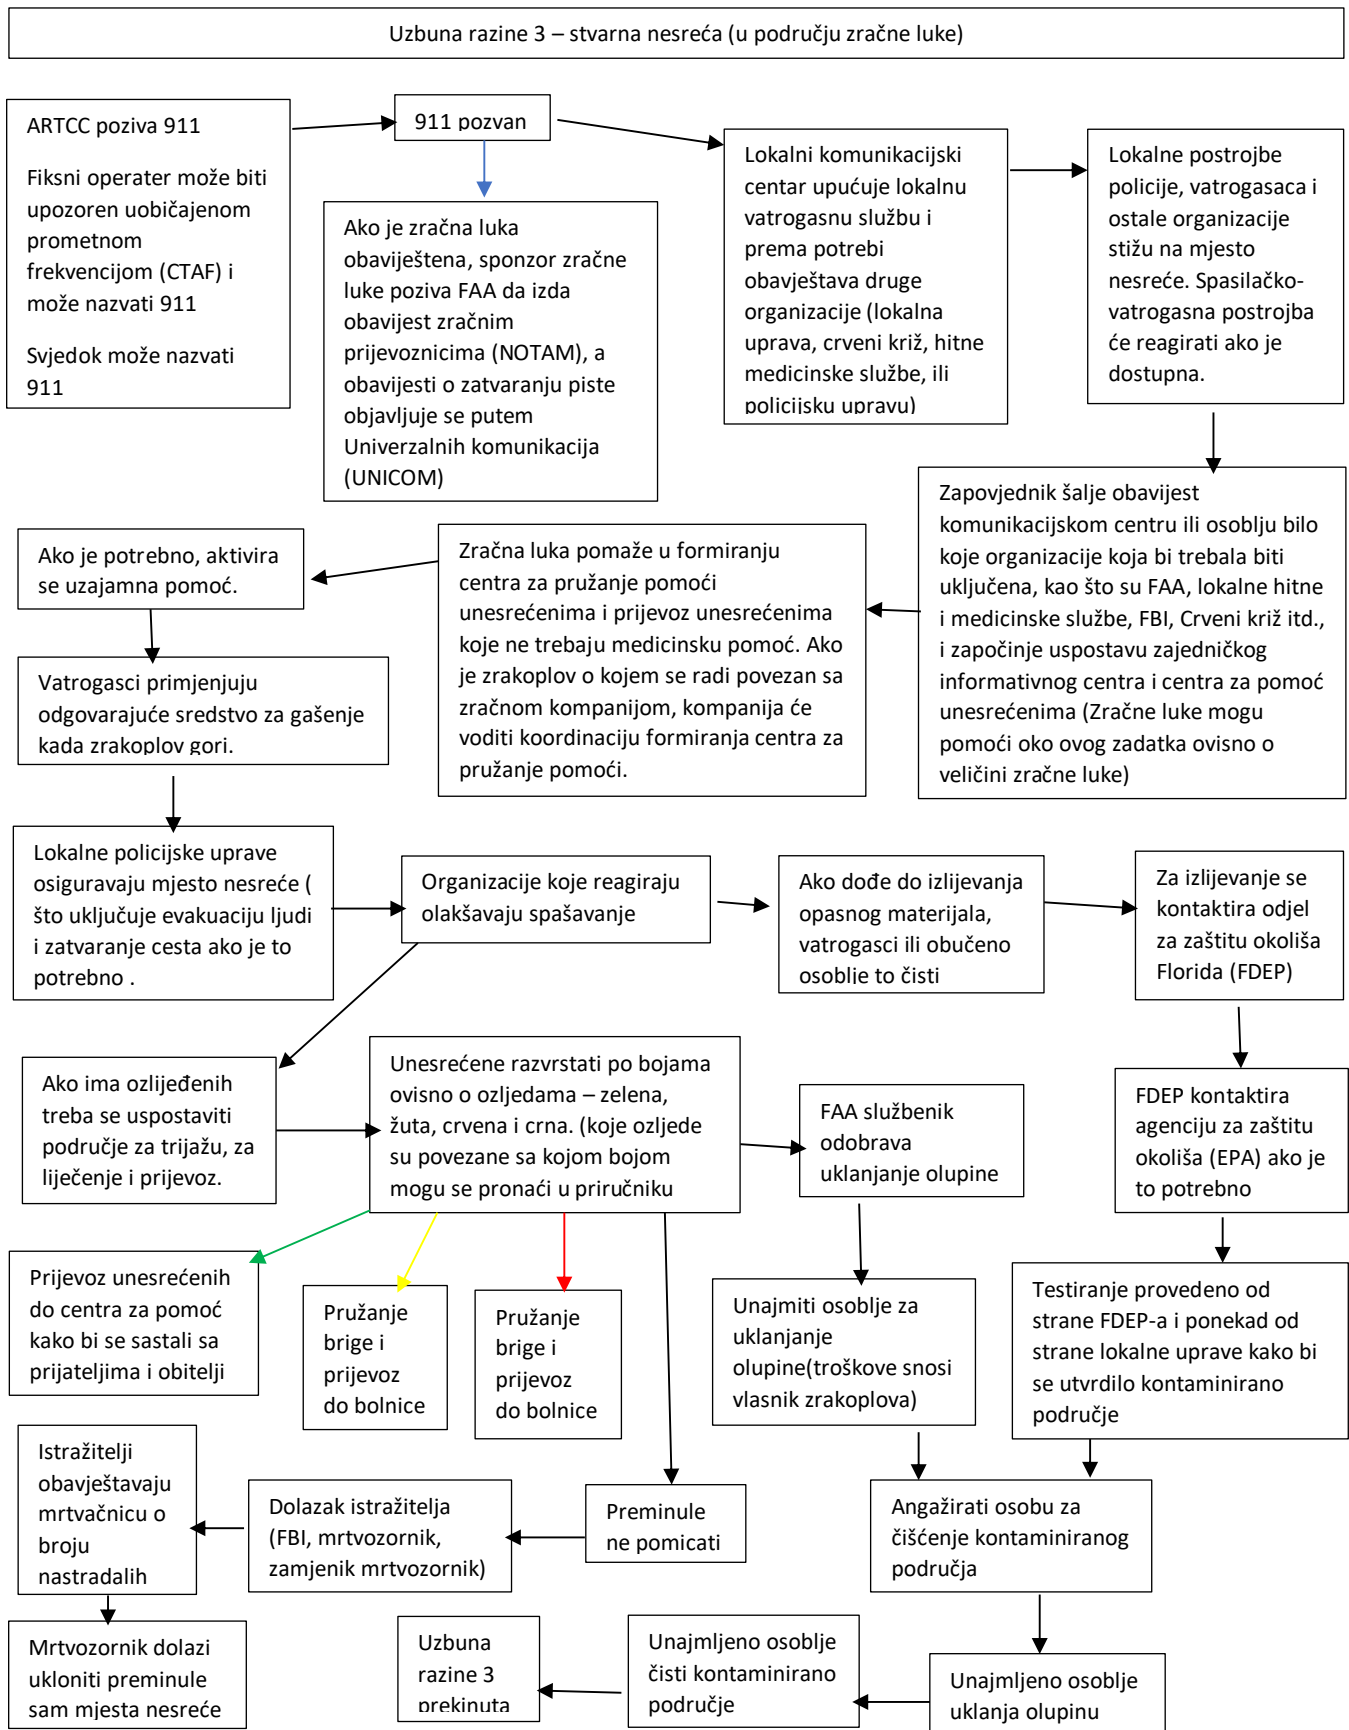 Uzbuna razine 3 – stvarna nesreća (u području zračne luke)
ARTCC poziva 911
Fiksni operater može biti
upozoren uobičajenom
prometnom
frekvencijom (CTAF) i
može nazvati 911
Svjedok može nazvati
911
911 pozvan
Ako je zračna luka
obaviještena, sponzor zračne
luke poziva FAA da izda
obavijest zračnim
prijevoznicima (NOTAM), a
obavijesti o zatvaranju piste
objavljuje se putem
Univerzalnih komunikacija
(UNICOM)
Lokalni komunikacijski
centar upućuje lokalnu
vatrogasnu službu i
prema potrebi
obavještava druge
organizacije (lokalna
uprava, crveni križ, hitne
medicinske službe, ili
policijsku upravu)
Lokalne postrojbe
policije, vatrogasaca i
ostale organizacije
stižu na mjesto
nesreće. Spasilačko-
vatrogasna postrojba
će reagirati ako je
dostupna.
Zapovjednik šalje obavijest
komunikacijskom centru ili osoblju bilo
koje organizacije koja bi trebala biti
uključena, kao što su FAA, lokalne hitne
i medicinske službe, FBI, Crveni križ itd.,
i započinje uspostavu zajedničkog
informativnog centra i centra za pomoć
unesrećenima (Zračne luke mogu
pomoći oko ovog zadatka ovisno o
veličini zračne luke)
Zračna luka pomaže u formiranju
centra za pružanje pomoći
unesrećenima i prijevoz unesrećenima
koje ne trebaju medicinsku pomoć. Ako
je zrakoplov o kojem se radi povezan sa
zračnom kompanijom, kompanija će
voditi koordinaciju formiranja centra za
pružanje pomoći.
Ako je potrebno, aktivira
se uzajamna pomoć.
Vatrogasci primjenjuju
odgovarajuće sredstvo za gašenje
kada zrakoplov gori.
Lokalne policijske uprave
osiguravaju mjesto nesreće (
što uključuje evakuaciju ljudi
i zatvaranje cesta ako je to
potrebno .
Organizacije koje reagiraju
olakšavaju spašavanje
Ako dođe do izlijevanja
opasnog materijala,
vatrogasci ili obučeno
osoblje to čisti
Za izlijevanje se
kontaktira odjel
za zaštitu okoliša
Florida (FDEP)
Ako ima ozlijeđenih
treba se uspostaviti
područje za trijažu, za
liječenje i prijevoz.
Unesrećene razvrstati po bojama
ovisno o ozljedama – zelena,
žuta, crvena i crna. (koje ozljede
su povezane sa kojom bojom
mogu se pronaći u priručniku
FAA službenik
odobrava
uklanjanje olupine
FDEP kontaktira
agenciju za zaštitu
okoliša (EPA) ako je
to potrebno
Prijevoz unesrećenih
do centra za pomoć
kako bi se sastali sa
prijateljima i obitelji
Pružanje
brige i
prijevoz
do bolnice
Pružanje
brige i
prijevoz
do bolnice
Unajmiti osoblje za
uklanjanje
olupine(troškove snosi
vlasnik zrakoplova)
Testiranje provedeno od
strane FDEP-a i ponekad od
strane lokalne uprave kako bi
se utvrdilo kontaminirano
područje
Istražitelji
obavještavaju
mrtvačnicu o
broju
nastradalih
Dolazak istražitelja
(FBI, mrtvozornik,
zamjenik mrtvozornik)
Preminule
ne pomicati
Angažirati osobu za
čišćenje kontaminiranog
područja
Mrtvozornik dolazi
ukloniti preminule
sam mjesta nesreće
Uzbuna
razine 3
prekinuta
Unajmljeno osoblje
čisti kontaminirano
područje
Unajmljeno osoblje
uklanja olupinu